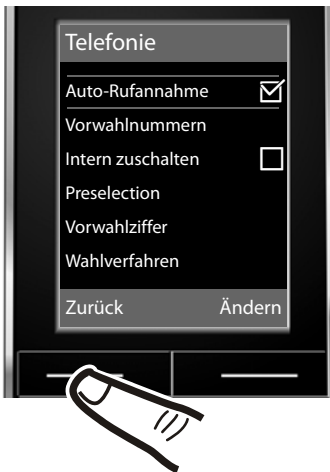 Telefonie
Auto-Rufannahme
Vorwahlnummern
Intern zuschalten
Preselection
Vorwahlziffer
Wahlverfahren
Zurück Ändern